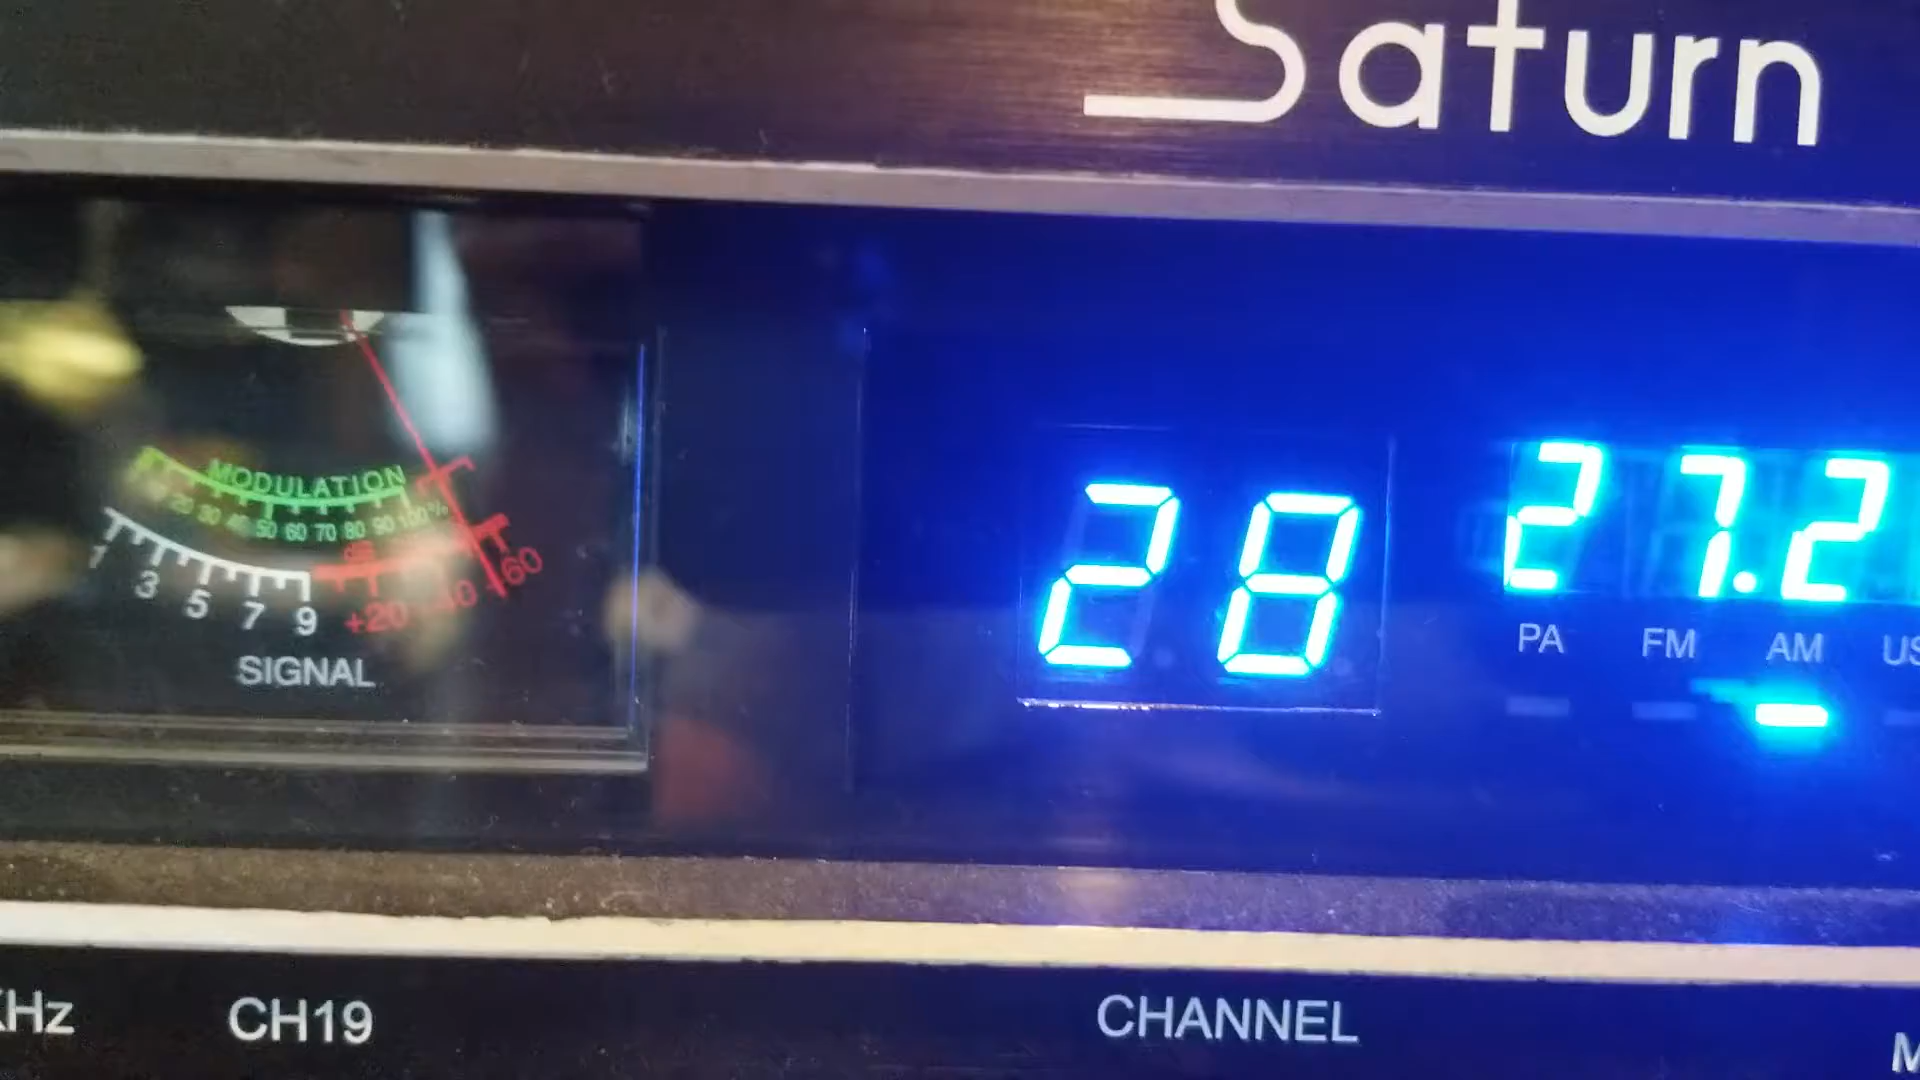 Saturn
MODULATION
20 30 40 50 60 70 80 90 100%
dB
1 3 5 7 9 +20 40 60
SIGNAL
28
27.2
PA FM AM
CH19
CHANNEL